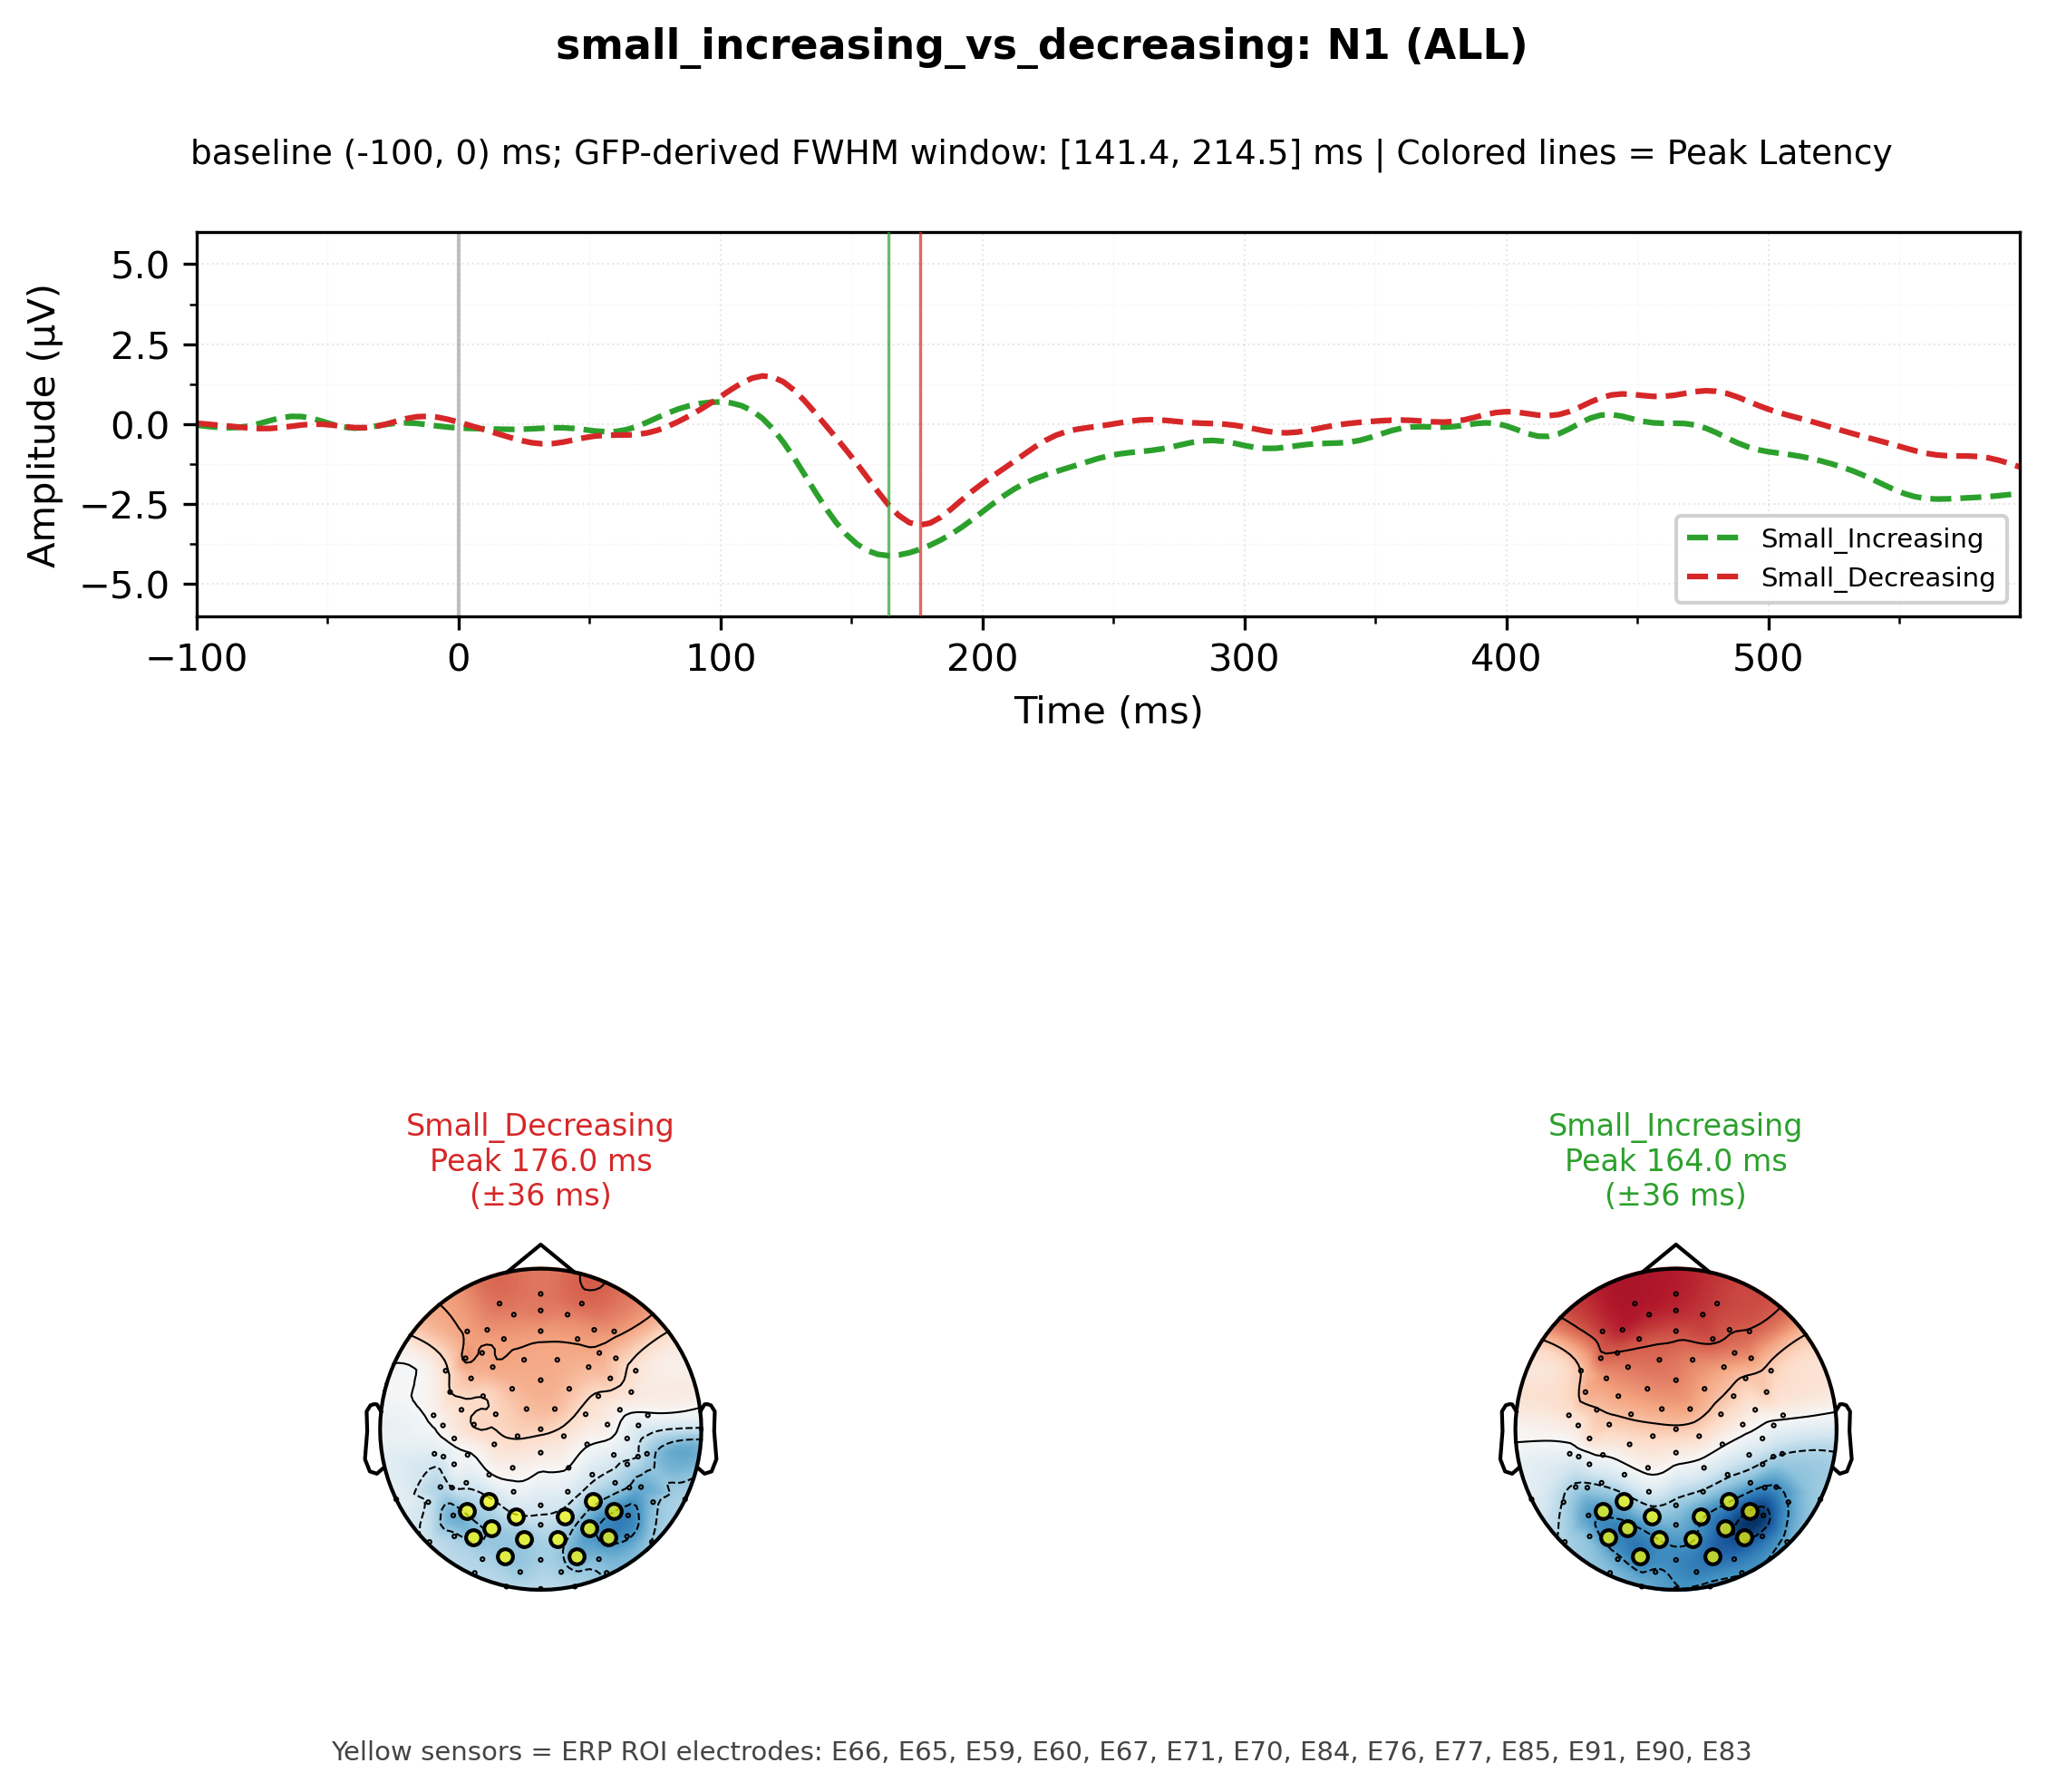 small_increasing_vs_decreasing: N1 (ALL)
baseline (-100, 0) ms; GFP-derived FWHM window: [141.4, 214.5] ms | Colored lines = Peak Latency
Amplitude (µV)
5.0
2.5
0.0
−2.5
−5.0
Small_Increasing
Small_Decreasing
−100 0 100 200 300 400 500
Time (ms)
Small_Decreasing
Peak 176.0 ms
(±36 ms)
Small_Increasing
Peak 164.0 ms
(±36 ms)
Yellow sensors = ERP ROI electrodes: E66, E65, E59, E60, E67, E71, E70, E84, E76, E77, E85, E91, E90, E83